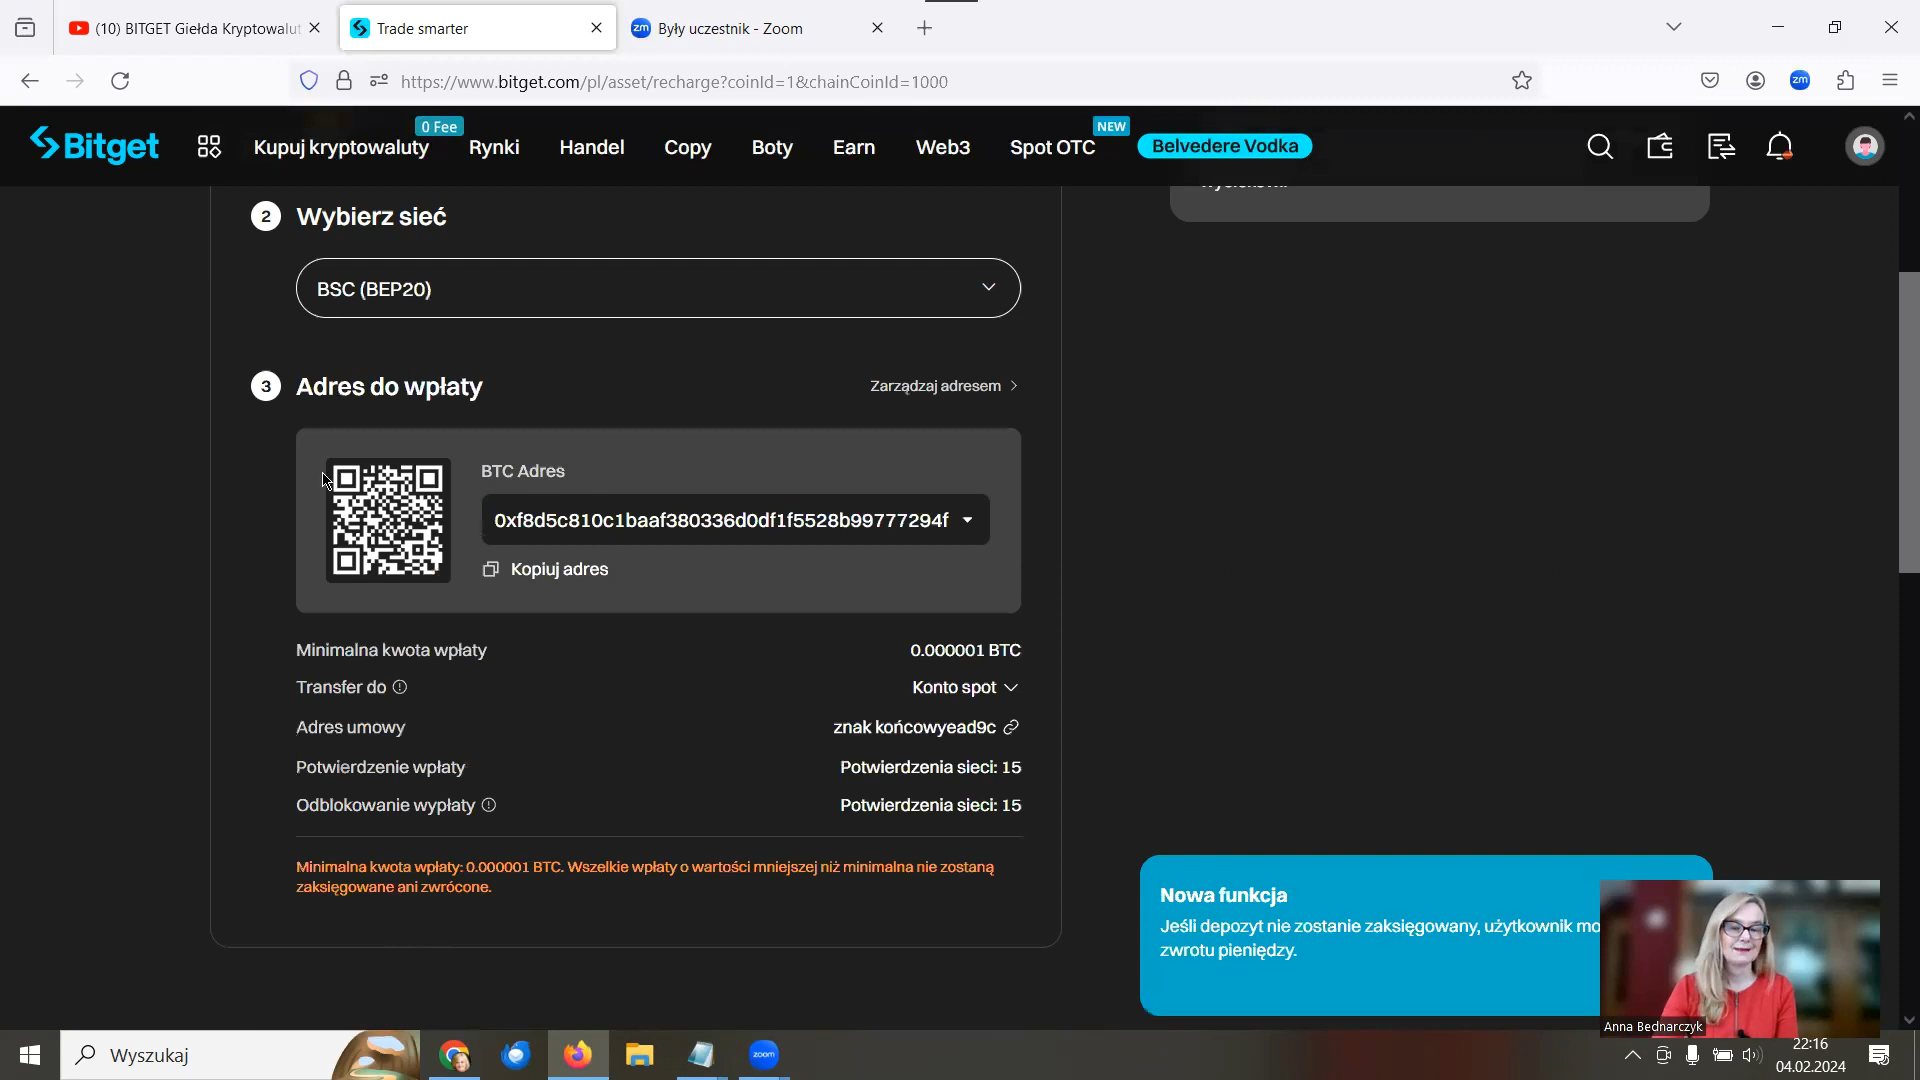 (10) BITGET Giełda Kryptowalut
Trade smarter
Były uczestnik - Zoom
https://www.bitget.com/pl/asset/recharge?coinId=1&chainCoinId=1000
Bitget
Kupuj kryptowaluty
0 Fee
Rynki
Handel
Copy
Boty
Earn
Web3
Spot OTC
NEW
Belvedere Vodka
2 Wybierz sieć
BSC (BEP20)
3 Adres do wpłaty
Zarządzaj adresem
BTC Adres
0xf8d5c810c1baaf380336d0df1f5528b99777294f
Kopiuj adres
Minimalna kwota wpłaty 0.000001 BTC
Transfer do Konto spot
Adres umowy znak końcowyead9c
Potwierdzenie wpłaty Potwierdzenia sieci: 15
Odblokowanie wypłaty Potwierdzenia sieci: 15
Minimalna kwota wpłaty: 0.000001 BTC. Wszelkie wpłaty o wartości mniejszej niż minimalna nie zostaną
zaksięgowane ani zwrócone.
Nowa funkcja
Jeśli depozyt nie zostanie zaksięgowany, użytkownik mo
zwrotu pieniędzy.
Anna Bednarczyk
Wyszukaj
zoom
22:16
04.02.2024